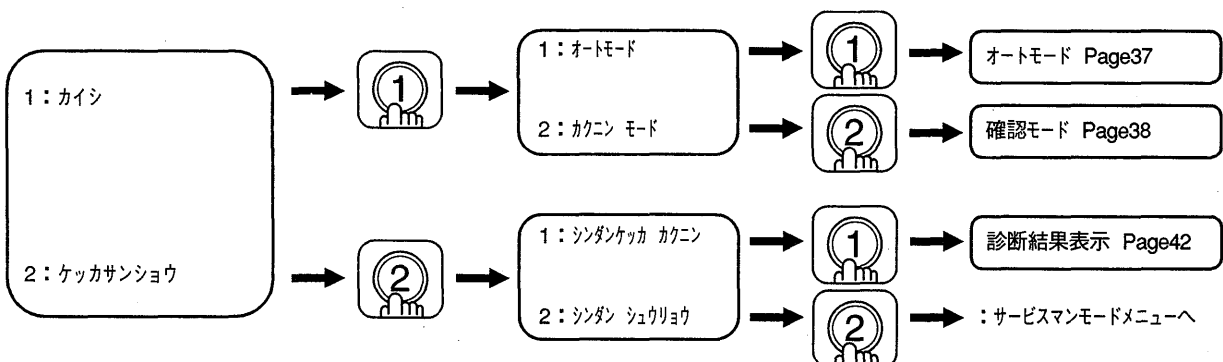 1：カイシ
2：ケッカサンショウ
1
2
1：オートモード
2：カクニン モード
1：シンダンケッカ カクニン
2：シンダン シュウリョウ
1
2
1
2
オートモード Page37
確認モード Page38
診断結果表示 Page42
：サービスマンモードメニューへ